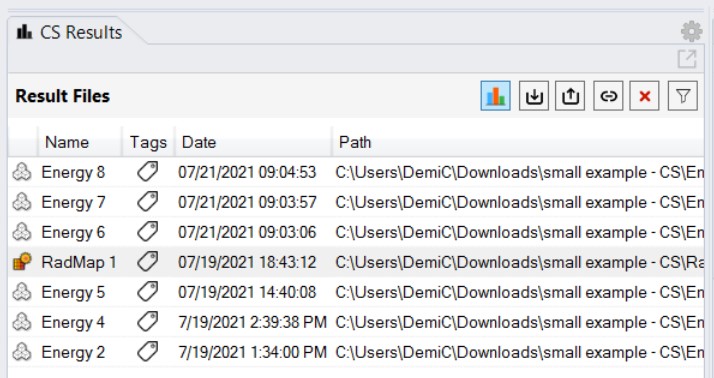 CS Results
Result Files
Name Tags Date Path
Energy 8 07/21/2021 09:04:53 C:\Users\DemiC\Downloads\small example - CS\En
Energy 7 07/21/2021 09:03:57 C:\Users\DemiC\Downloads\small example - CS\En
Energy 6 07/21/2021 09:03:06 C:\Users\DemiC\Downloads\small example - CS\En
RadMap 1 07/19/2021 18:43:12 C:\Users\DemiC\Downloads\small example - CS\Ra
Energy 5 07/19/2021 14:40:08 C:\Users\DemiC\Downloads\small example - CS\En
Energy 4 7/19/2021 2:39:38 PM C:\Users\DemiC\Downloads\small example - CS\En
Energy 2 7/19/2021 1:34:00 PM C:\Users\DemiC\Downloads\small example - CS\En